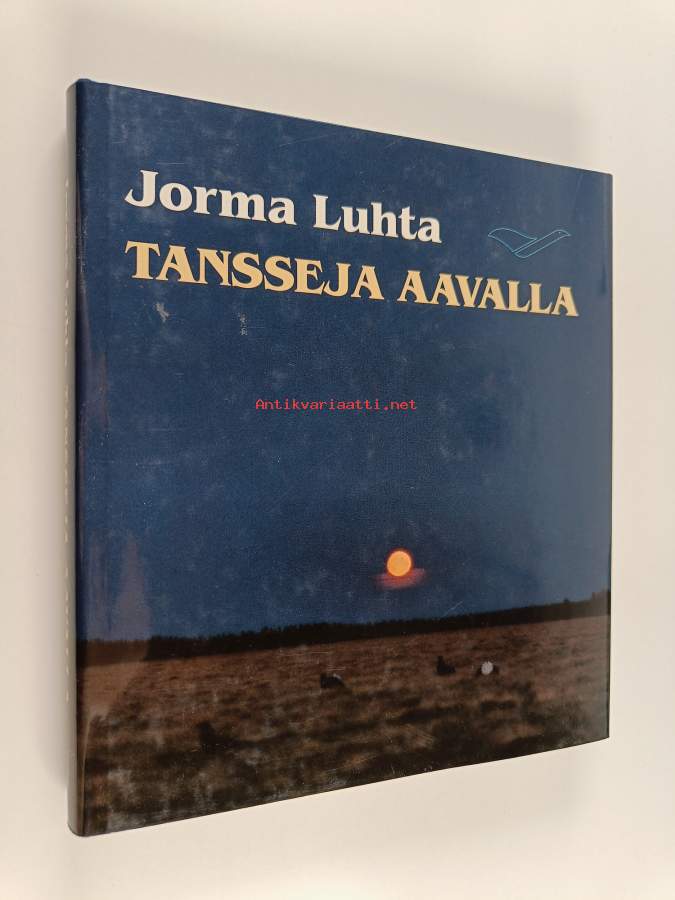 Jorma Luhta
TANSSEJA AAVALLA
Antikvariaatti.net